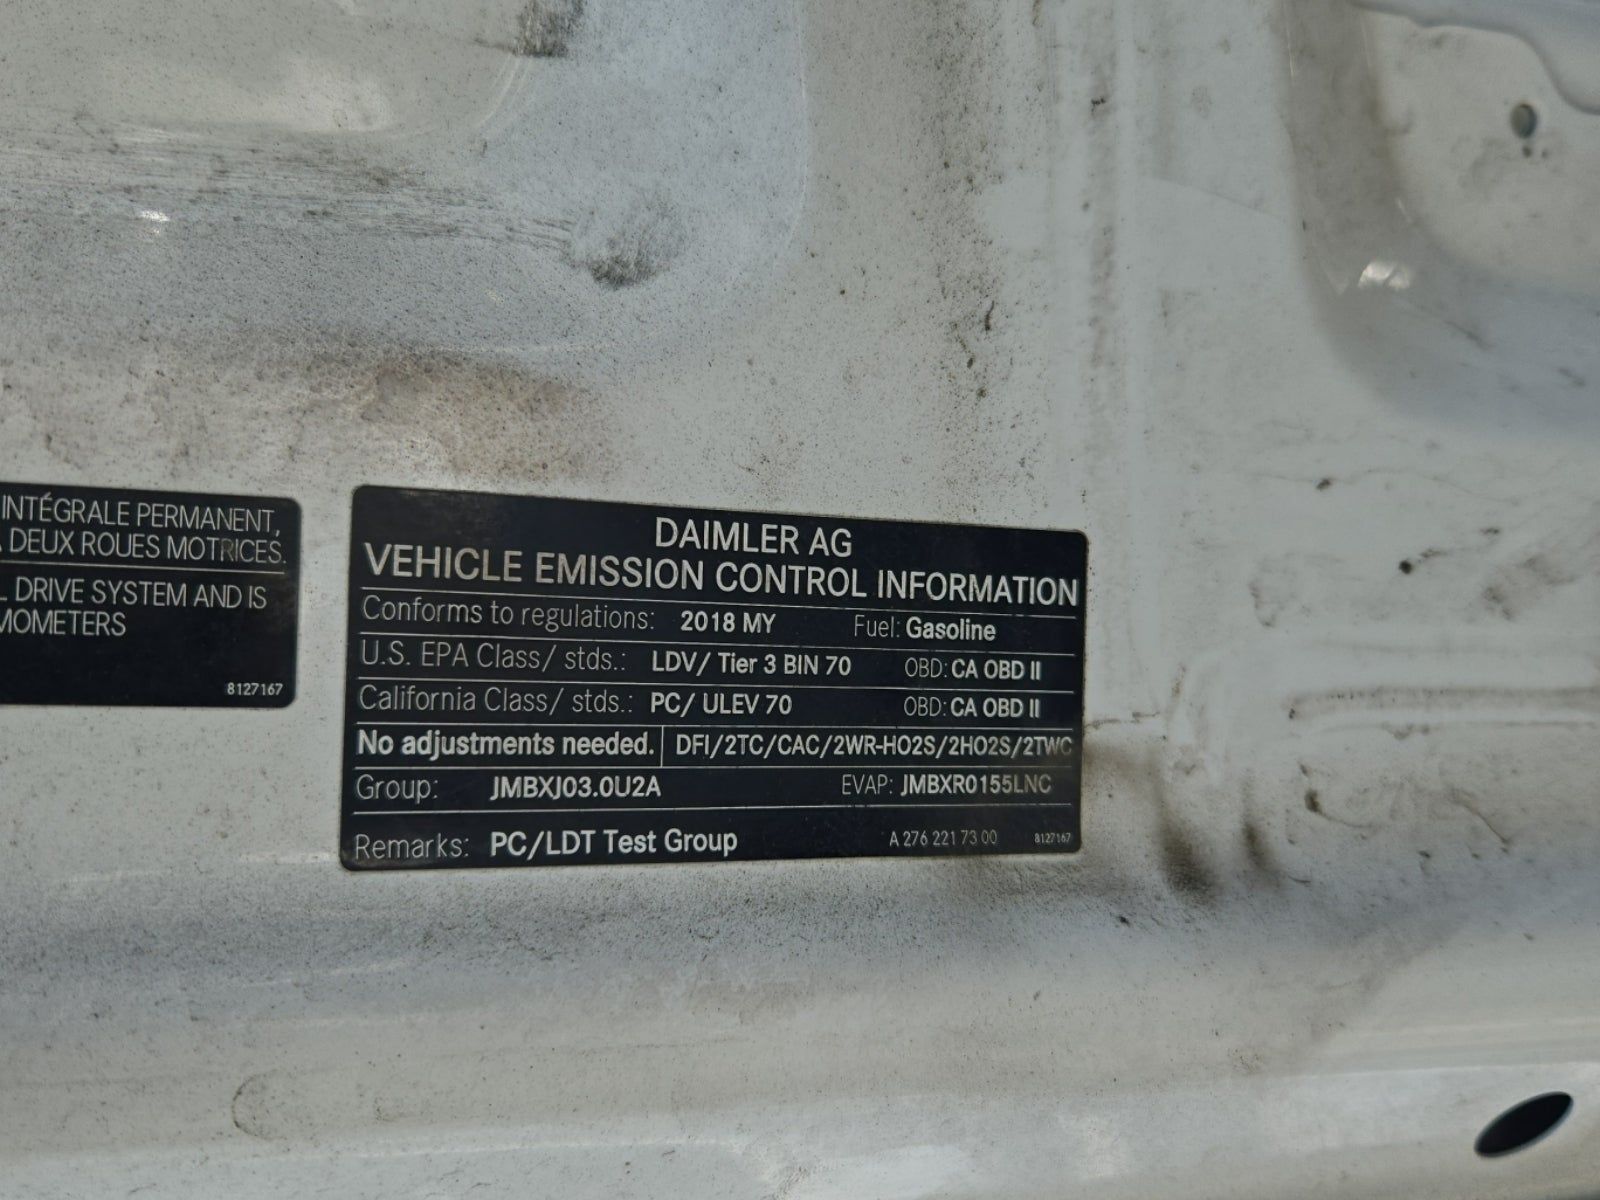 INTÉGRALE PERMANENT,
À DEUX ROUES MOTRICES.
DRIVE SYSTEM AND IS
8127167
DAIMLER AG
VEHICLE EMISSION CONTROL INFORMATION
Conforms to regulations: 2018 MY Fuel: Gasoline
U.S. EPA Class/ stds.: LDV/ Tier 3 BIN 70 OBD: CA OBD II
California Class/ stds.: PC/ ULEV 70 OBD: CA OBD II
No adjustments needed. DFI/2TC/CAC/2WR-HO2S/2HO2S/2TWC
Group: JMBXJ03.0U2A EVAP: JMBXR0155LNC
Remarks: PC/LDT Test Group A 276 221 73 00 8127167